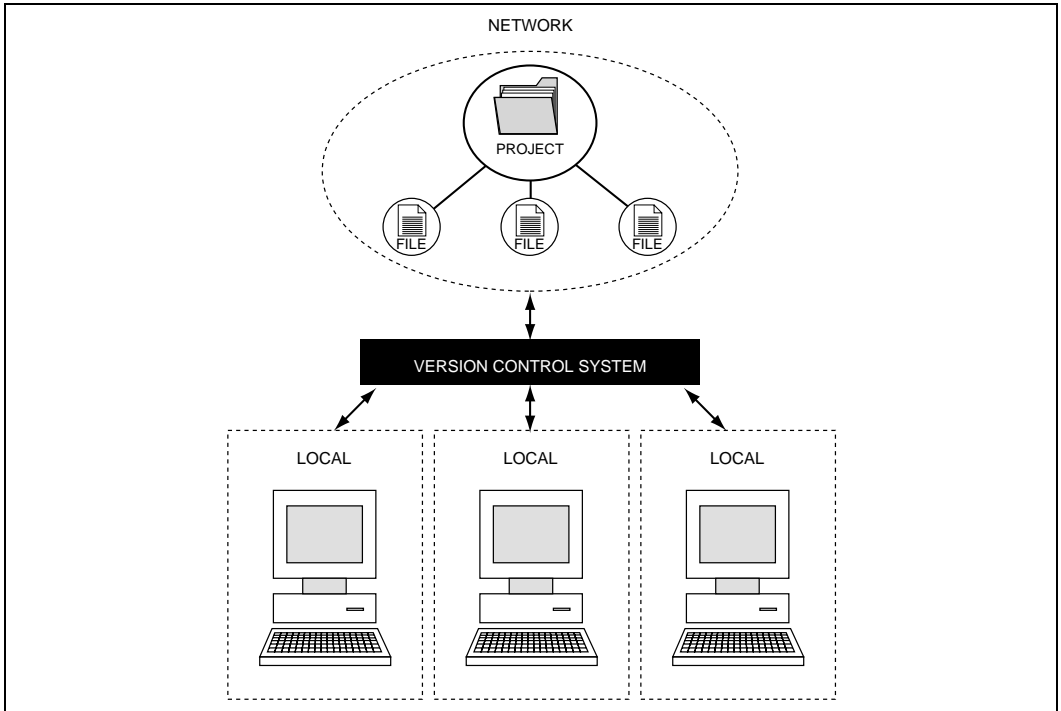 NETWORK
PROJECT
FILE
FILE
FILE
VERSION CONTROL SYSTEM
LOCAL
LOCAL
LOCAL